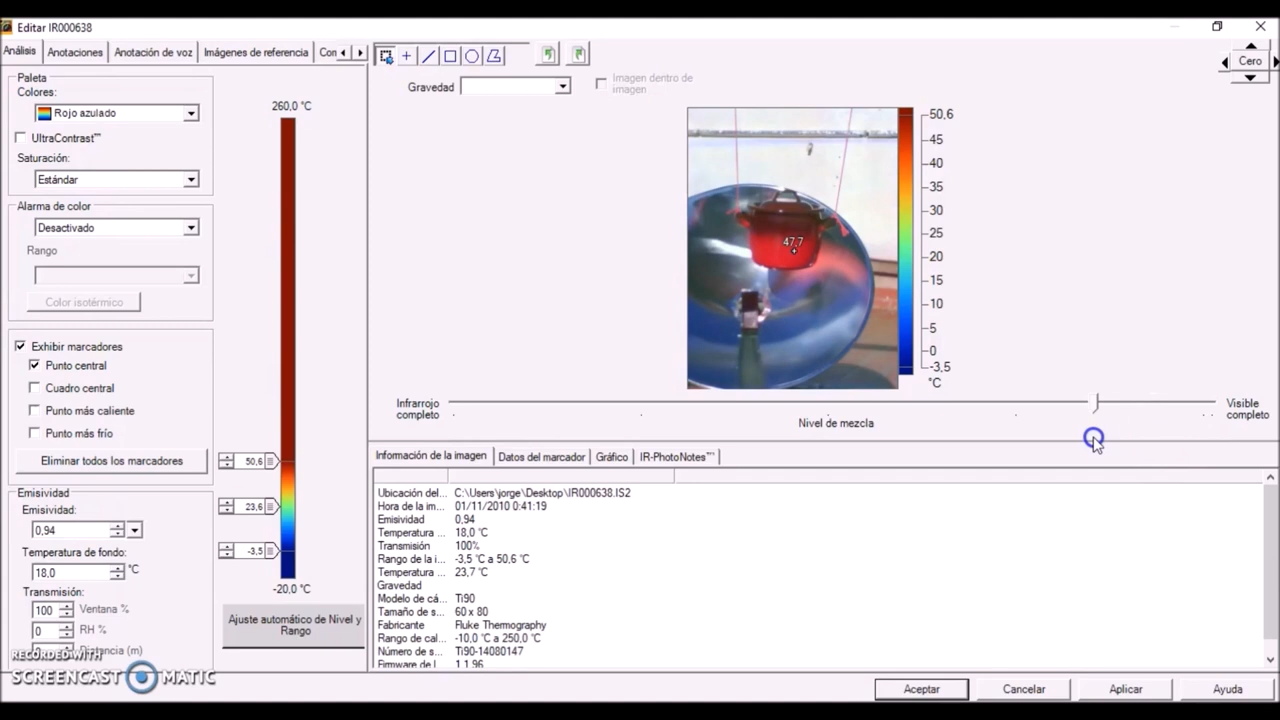 Editar IR000638
Análisis
Anotaciones
Anotación de voz
Imágenes de referencia
Con
Paleta
Colores:
Rojo azulado
UltraContrast™
Saturación:
Estándar
Alarma de color
Desactivado
Rango
Color isotérmico
Exhibir marcadores
Punto central
Cuadro central
Punto más caliente
Punto más frío
Eliminar todos los marcadores
Emisividad
Emisividad:
0,94
Temperatura de fondo:
18,0
°C
Transmisión:
100
Ventana %
0
RH %
Distancia (m)
260,0 °C
50,6
23,6
-3,5
-20,0 °C
Ajuste automático de Nivel y
Rango
Gravedad
Imagen dentro de
imagen
Cero
47,7
50,6
45
40
35
30
25
20
15
10
5
0
-3,5
°C
Infrarrojo
completo
Nivel de mezcla
Visible
completo
Información de la imagen
Datos del marcador
Gráfico
IR-PhotoNotes™
Ubicación del... C:\Users\jorge\Desktop\IR000638.IS2
Hora de la im... 01/11/2010 0:41:19
Emisividad 0,94
Temperatura ... 18,0 °C
Transmisión 100%
Rango de la i... -3,5 °C a 50,6 °C
Temperatura ... 23,7 °C
Gravedad
Modelo de cá... Ti90
Tamaño de s... 60 x 80
Fabricante Fluke Thermography
Rango de cal... -10,0 °C a 250,0 °C
Número de s... Ti90-14080147
Firmware de l... 1.1.96
Aceptar
Cancelar
Aplicar
Ayuda
RECORDED WITH
SCREENCAST MATIC